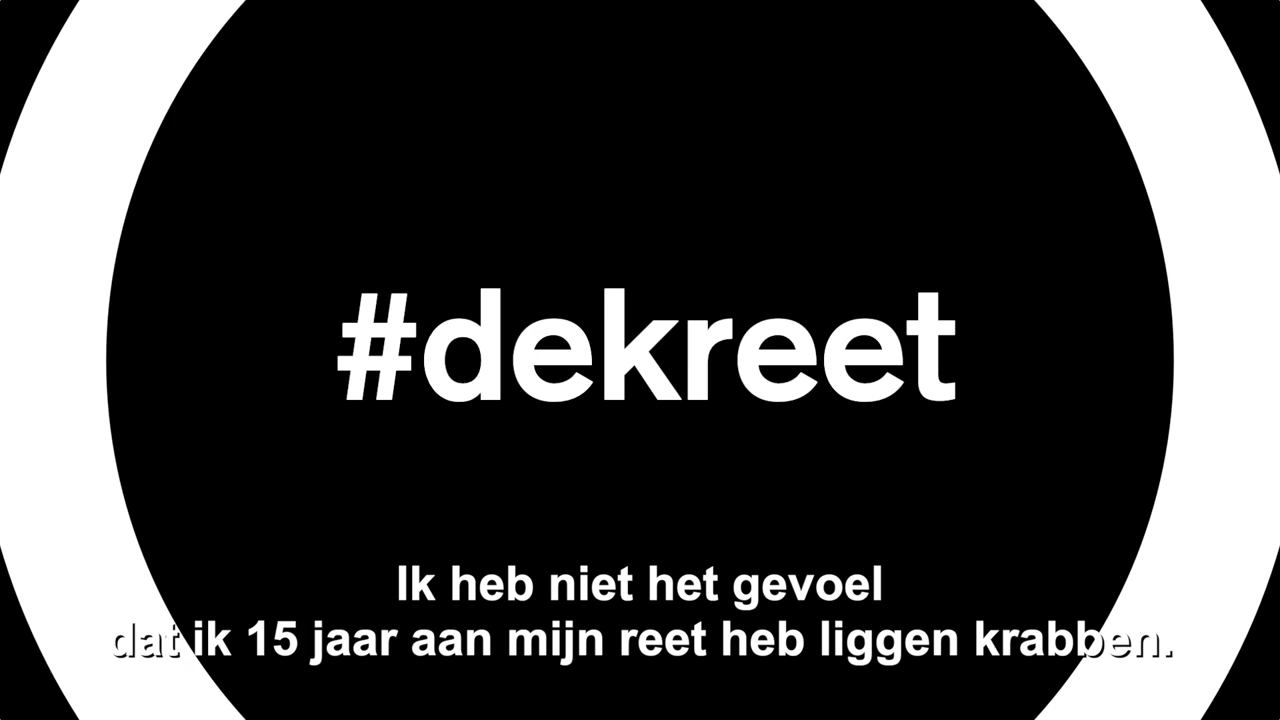 #dekreet
Ik heb niet het gevoel
dat ik 15 jaar aan mijn reet heb liggen krabben.